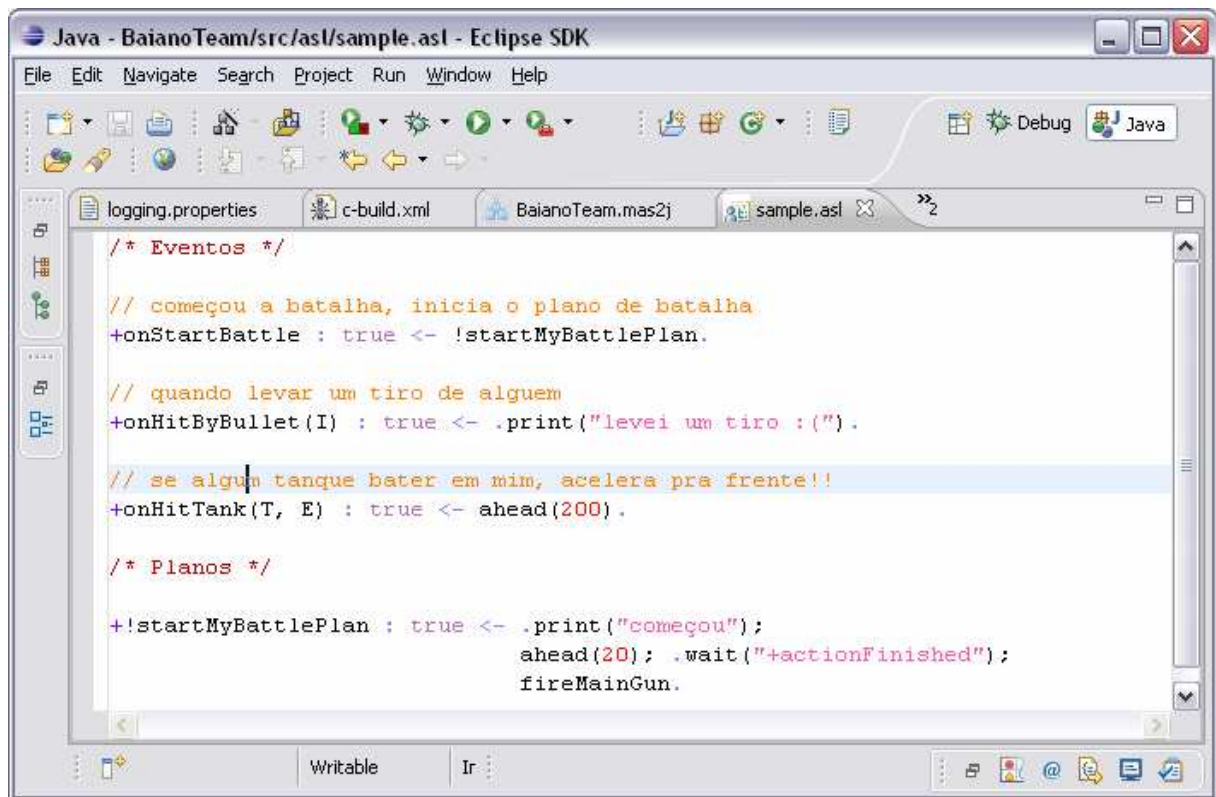 Java - BaianoTeam/src/asl/sample.asl - Eclipse SDK
File Edit Navigate Search Project Run Window Help
Debug Java
logging.properties c-build.xml BaianoTeam.mas2j sample.asl »2
/* Eventos */
// começou a batalha, inicia o plano de batalha
+onStartBattle : true <- !startMyBattlePlan.
// quando levar um tiro de alguem
+onHitByBullet(I) : true <- .print("levei um tiro :(").
// se algum tanque bater em mim, acelera pra frente!!
+onHitTank(T, E) : true <- ahead(200).
/* Planos */
+!startMyBattlePlan : true <- .print("começou");
ahead(20); .wait("+actionFinished");
fireMainGun.
Writable Ir